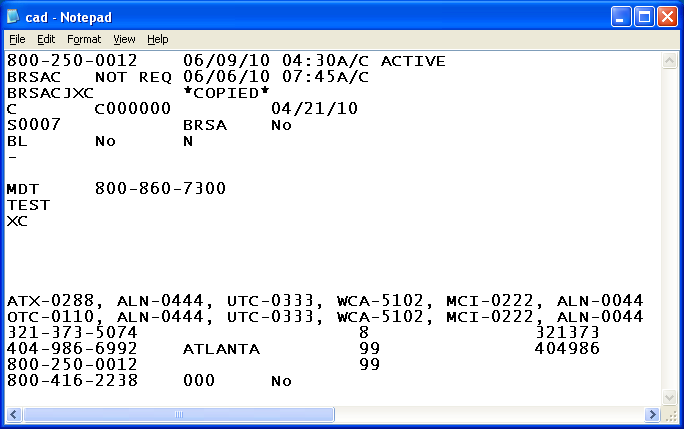 cad - Notepad
File Edit Format View Help
800-250-0012 06/09/10 04:30A/C ACTIVE
BRSAC NOT REQ 06/06/10 07:45A/C
BRSACJXC *COPIED*
C C000000 04/21/10
S0007 BRSA No
BL No N
-
MDT 800-860-7300
TEST
XC
ATX-0288, ALN-0444, UTC-0333, WCA-5102, MCI-0222, ALN-0044
OTC-0110, ALN-0444, UTC-0333, WCA-5102, MCI-0222, ALN-0044
321-373-5074 8 321373
404-986-6992 ATLANTA 99 404986
800-250-0012 99
800-416-2238 000 No